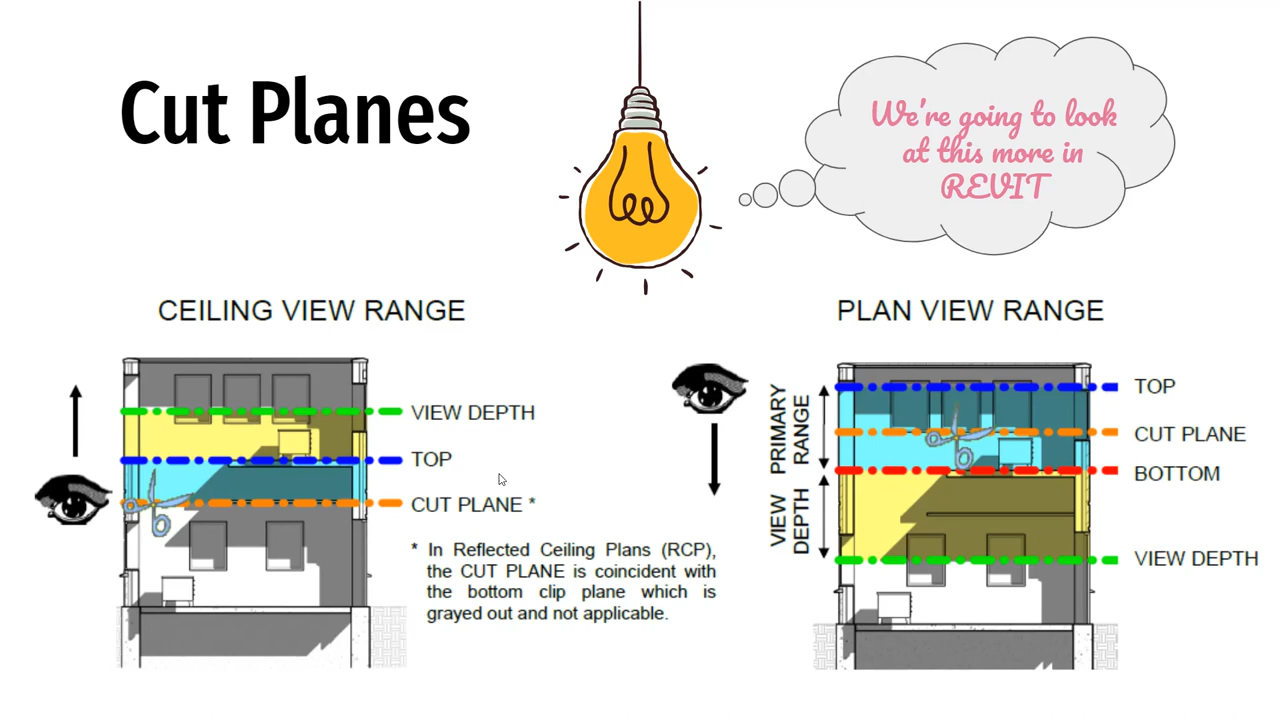 Cut Planes
We're going to look
at this more in
REVIT
CEILING VIEW RANGE
VIEW DEPTH
TOP
CUT PLANE *
* In Reflected Ceiling Plans (RCP),
the CUT PLANE is coincident with
the bottom clip plane which is
grayed out and not applicable.
PLAN VIEW RANGE
PRIMARY
RANGE
VIEW
DEPTH
TOP
CUT PLANE
BOTTOM
VIEW DEPTH